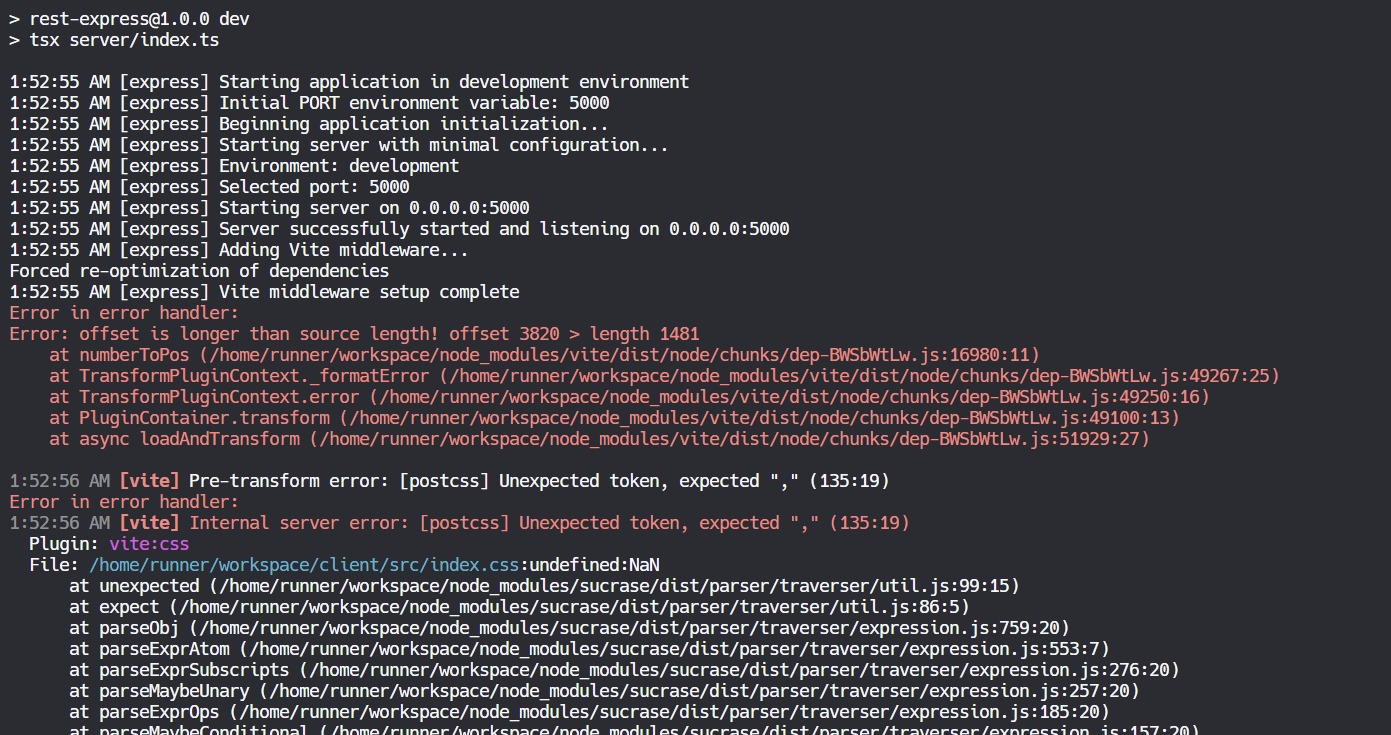 > rest-express@1.0.0 dev
> tsx server/index.ts
1:52:55 AM [express] Starting application in development environment
1:52:55 AM [express] Initial PORT environment variable: 5000
1:52:55 AM [express] Beginning application initialization...
1:52:55 AM [express] Starting server with minimal configuration...
1:52:55 AM [express] Environment: development
1:52:55 AM [express] Selected port: 5000
1:52:55 AM [express] Starting server on 0.0.0.0:5000
1:52:55 AM [express] Server successfully started and listening on 0.0.0.0:5000
1:52:55 AM [express] Adding Vite middleware...
Forced re-optimization of dependencies
1:52:55 AM [express] Vite middleware setup complete
Error in error handler:
Error: offset is longer than source length! offset 3820 > length 1481
    at numberToPos (/home/runner/workspace/node_modules/vite/dist/node/chunks/dep-BWSbWtLw.js:16980:11)
    at TransformPluginContext._formatError (/home/runner/workspace/node_modules/vite/dist/node/chunks/dep-BWSbWtLw.js:49267:25)
    at TransformPluginContext.error (/home/runner/workspace/node_modules/vite/dist/node/chunks/dep-BWSbWtLw.js:49250:16)
    at PluginContainer.transform (/home/runner/workspace/node_modules/vite/dist/node/chunks/dep-BWSbWtLw.js:49100:13)
    at async loadAndTransform (/home/runner/workspace/node_modules/vite/dist/node/chunks/dep-BWSbWtLw.js:51929:27)
1:52:56 AM [vite] Pre-transform error: [postcss] Unexpected token, expected "," (135:19)
Error in error handler:
1:52:56 AM [vite] Internal server error: [postcss] Unexpected token, expected "," (135:19)
  Plugin: vite:css
  File: /home/runner/workspace/client/src/index.css:undefined:NaN
      at unexpected (/home/runner/workspace/node_modules/sucrase/dist/parser/traverser/util.js:99:15)
      at expect (/home/runner/workspace/node_modules/sucrase/dist/parser/traverser/util.js:86:5)
      at parseObj (/home/runner/workspace/node_modules/sucrase/dist/parser/traverser/expression.js:759:20)
      at parseExprAtom (/home/runner/workspace/node_modules/sucrase/dist/parser/traverser/expression.js:553:7)
      at parseExprSubscripts (/home/runner/workspace/node_modules/sucrase/dist/parser/traverser/expression.js:276:20)
      at parseMaybeUnary (/home/runner/workspace/node_modules/sucrase/dist/parser/traverser/expression.js:257:20)
      at parseExprOps (/home/runner/workspace/node_modules/sucrase/dist/parser/traverser/expression.js:185:20)
      at parseMaybeConditional (/home/runner/workspace/node_modules/sucrase/dist/parser/traverser/expression.js:157:20)